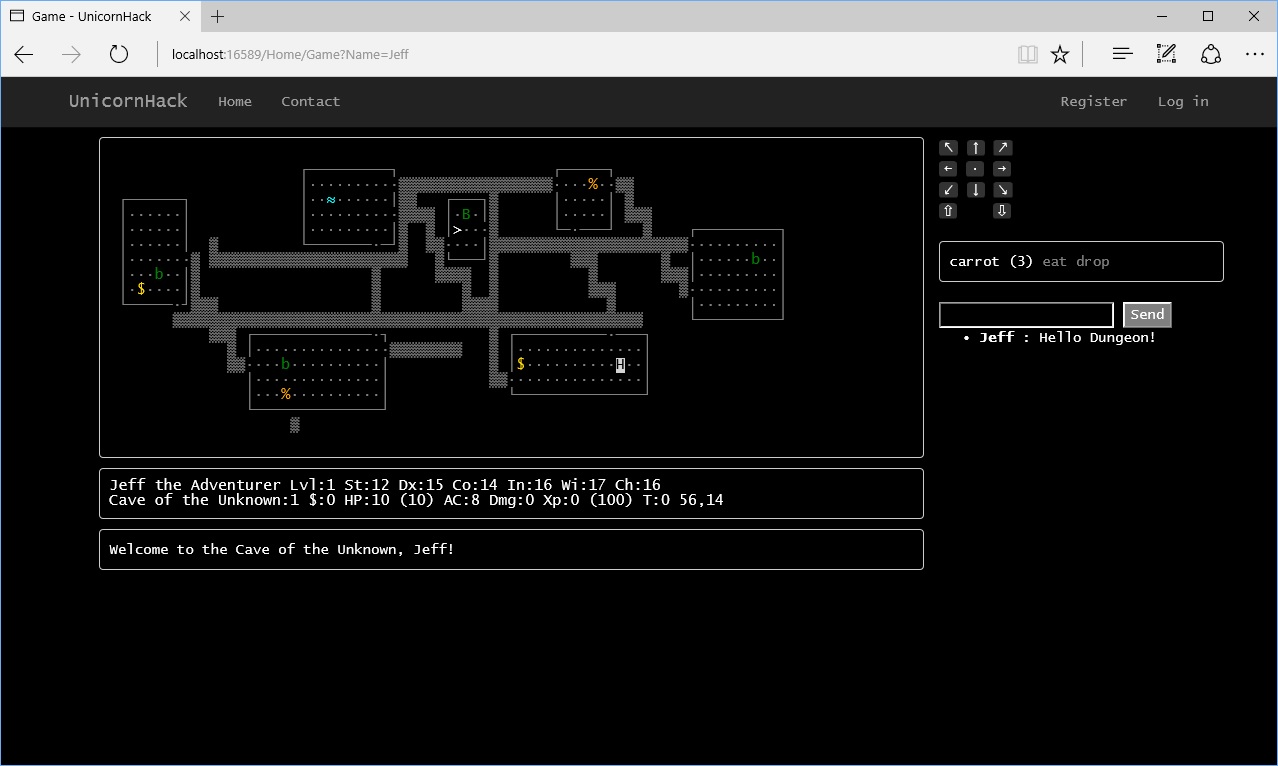 Game - UnicornHack
localhost:16589/Home/Game?Name=Jeff
UnicornHack Home Contact Register Log in
carrot (3) eat drop
Send
• Jeff : Hello Dungeon!
Jeff the Adventurer Lvl:1 St:12 Dx:15 Co:14 In:16 Wi:17 Ch:16
Cave of the Unknown:1 $:0 HP:10 (10) AC:8 Dmg:0 Xp:0 (100) T:0 56,14
Welcome to the Cave of the Unknown, Jeff!